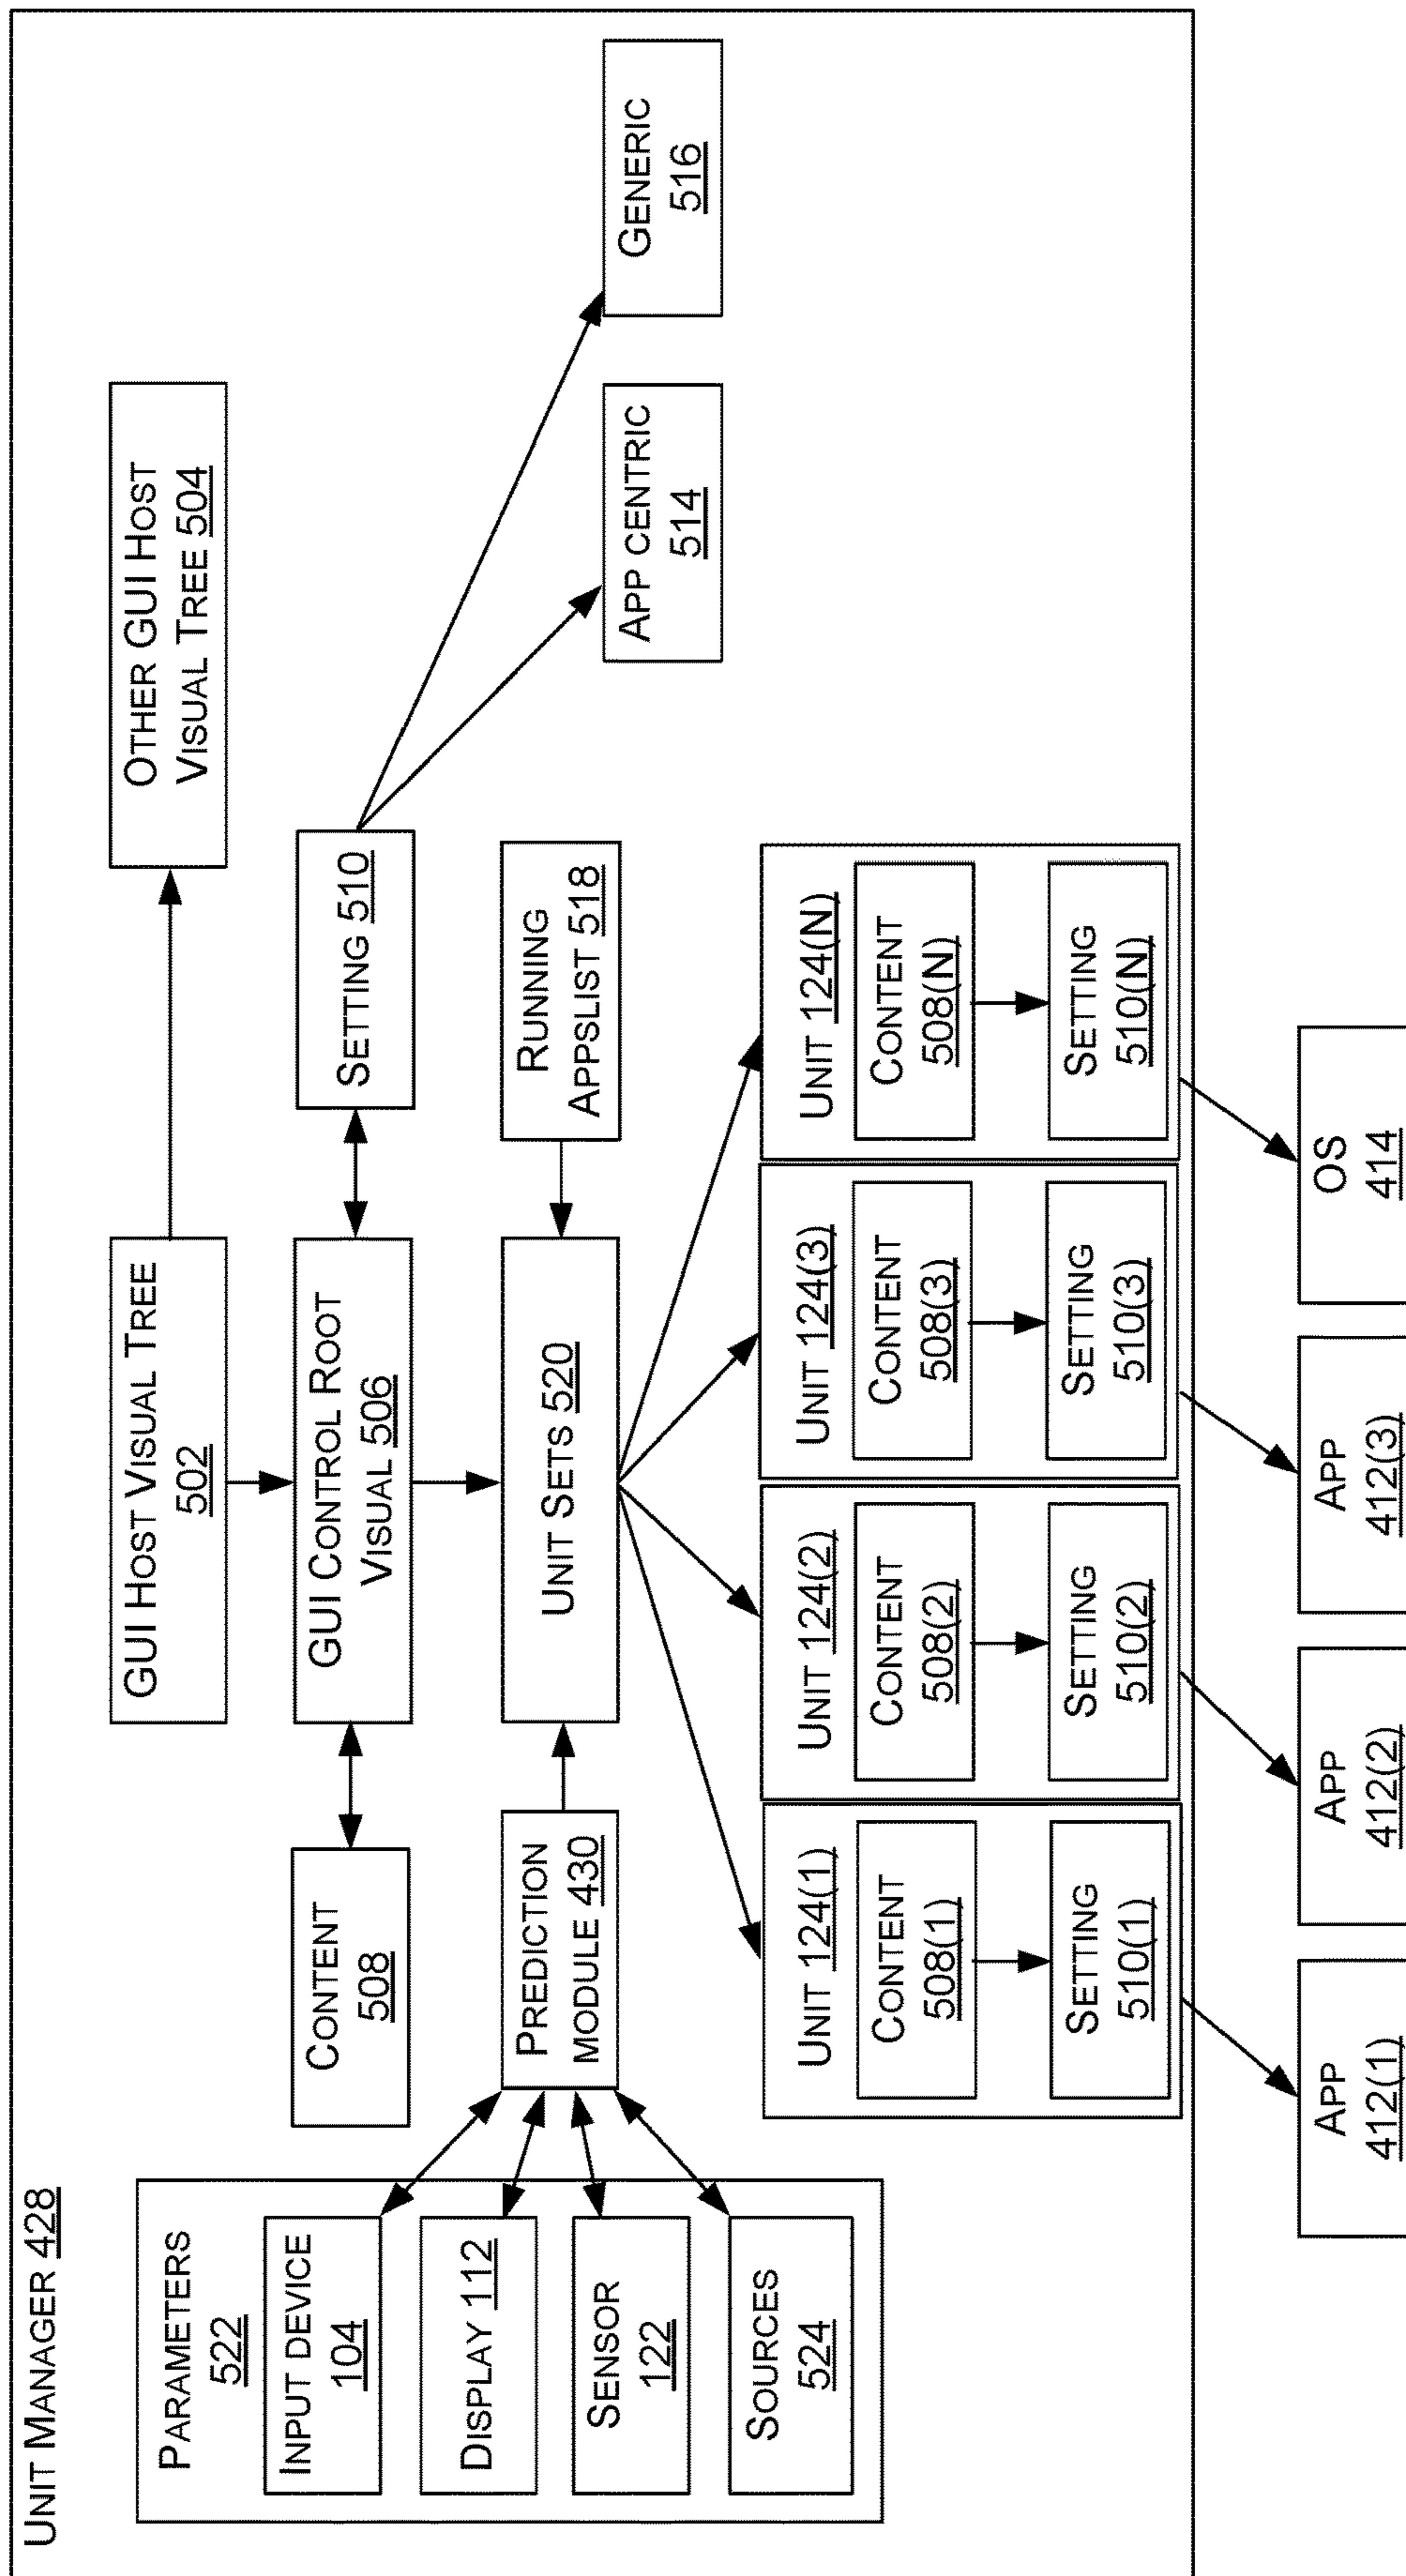 UNIT MANAGER 428
PARAMETERS
522
INPUT DEVICE
104
DISPLAY 112
SENSOR
122
SOURCES
524
GUI HOST VISUAL TREE
502
OTHER GUI HOST
VISUAL TREE 504
CONTENT
508
GUI CONTROL ROOT
VISUAL 506
SETTING 510
PREDICTION
MODULE 430
UNIT SETS 520
RUNNING
APPSLIST 518
APP CENTRIC
514
GENERIC
516
UNIT 124(1)
CONTENT
508(1)
SETTING
510(1)
UNIT 124(2)
CONTENT
508(2)
SETTING
510(2)
UNIT 124(3)
CONTENT
508(3)
SETTING
510(3)
UNIT 124(N)
CONTENT
508(N)
SETTING
510(N)
APP
412(1)
APP
412(2)
APP
412(3)
OS
414